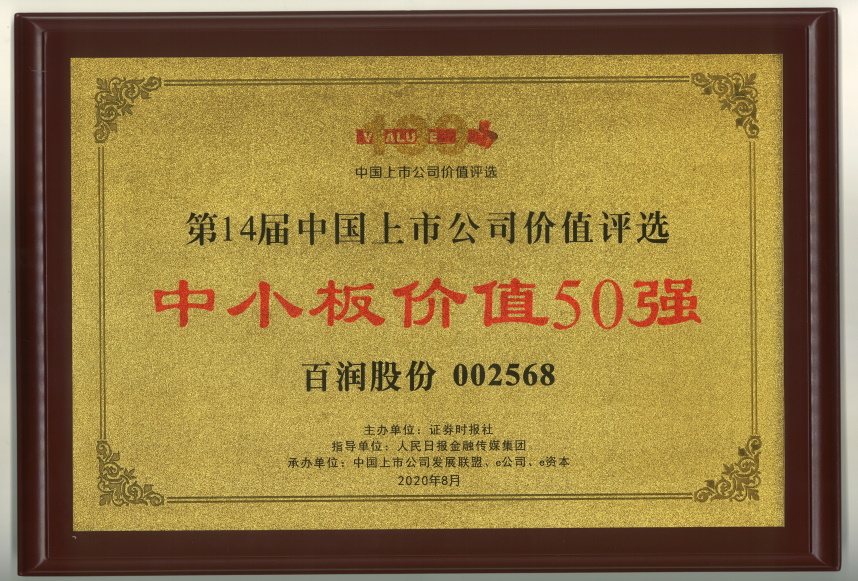 VALUE
100+
中国上市公司价值评选
第14届中国上市公司价值评选
中小板价值50强
百润股份 002568
主办单位：证券时报社
指导单位：人民日报金融传媒集团
承办单位：中国上市公司发展联盟、e公司、e资本
2020年8月